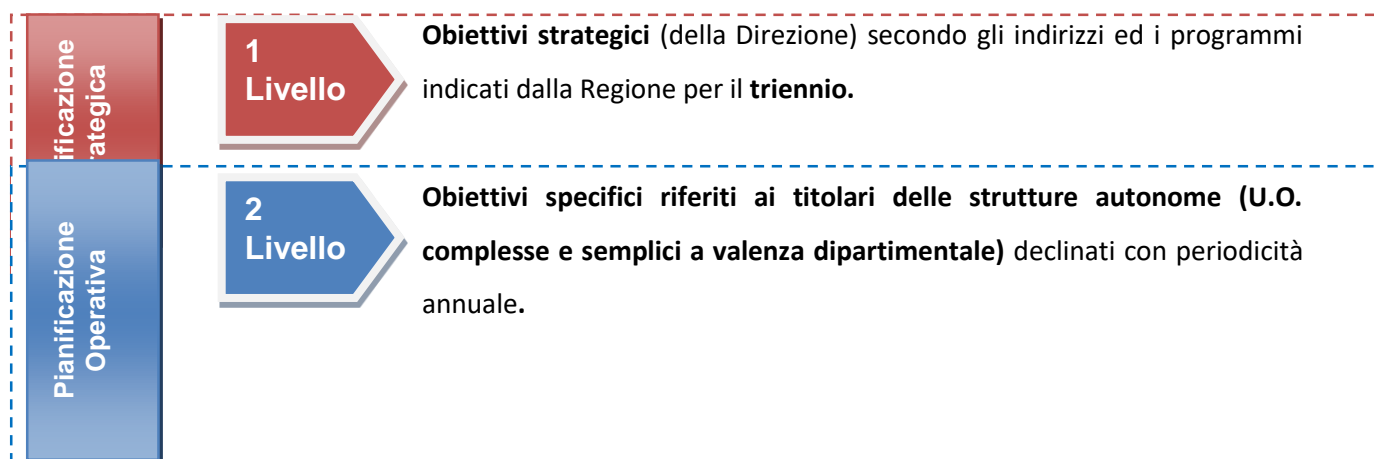 ificazione
rategica
1
Livello
Obiettivi strategici (della Direzione) secondo gli indirizzi ed i programmi
indicati dalla Regione per il triennio.
Pianificazione
Operativa
2
Livello
Obiettivi specifici riferiti ai titolari delle strutture autonome (U.O.
complesse e semplici a valenza dipartimentale) declinati con periodicità
annuale.